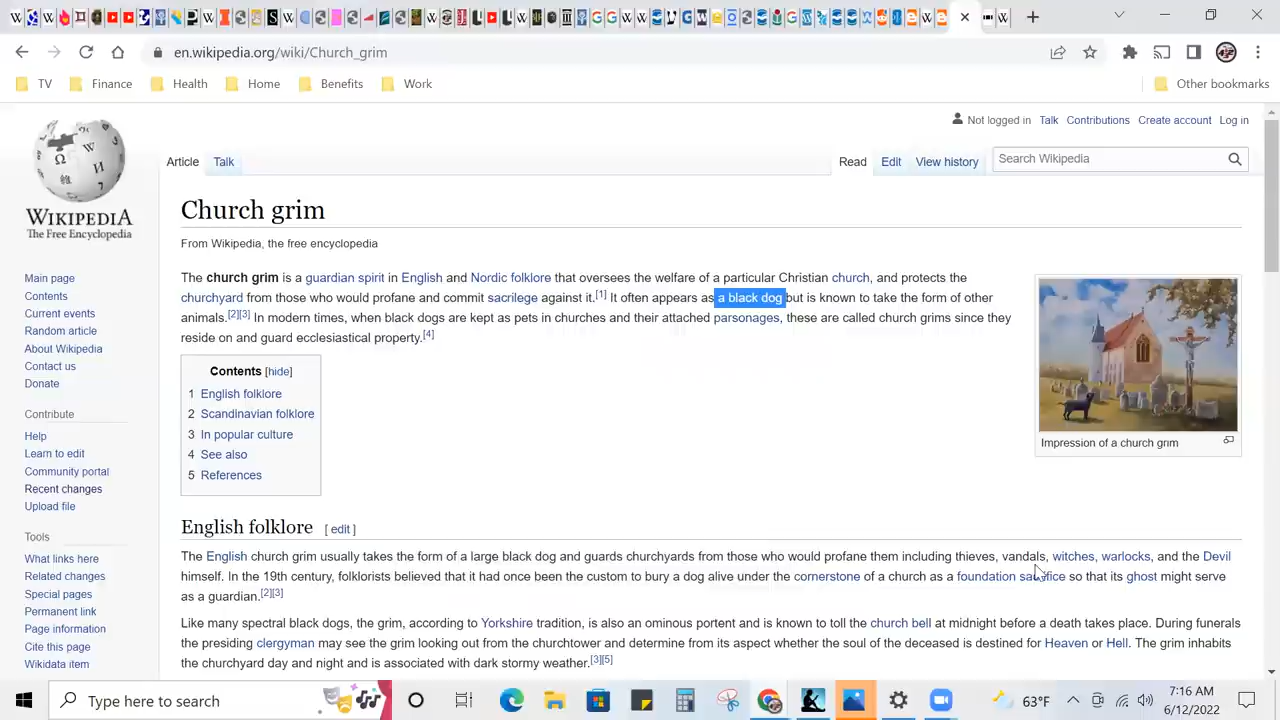 en.wikipedia.org/wiki/Church_grim
TV Finance Health Home Benefits Work Other bookmarks
Not logged in Talk Contributions Create account Log in
Article Talk Read Edit View history Search Wikipedia
WIKIPEDIA
The Free Encyclopedia
Main page
Contents
Current events
Random article
About Wikipedia
Contact us
Donate
Contribute
Help
Learn to edit
Community portal
Recent changes
Upload file
Tools
What links here
Related changes
Special pages
Permanent link
Page information
Cite this page
Wikidata item
Church grim
From Wikipedia, the free encyclopedia
The church grim is a guardian spirit in English and Nordic folklore that oversees the welfare of a particular Christian church, and protects the
churchyard from those who would profane and commit sacrilege against it.[1] It often appears as a black dog but is known to take the form of other
animals.[2][3] In modern times, when black dogs are kept as pets in churches and their attached parsonages, these are called church grims since they
reside on and guard ecclesiastical property.[4]
Impression of a church grim
Contents [hide]
1 English folklore
2 Scandinavian folklore
3 In popular culture
4 See also
5 References
English folklore [ edit ]
The English church grim usually takes the form of a large black dog and guards churchyards from those who would profane them including thieves, vandals, witches, warlocks, and the Devil
himself. In the 19th century, folklorists believed that it had once been the custom to bury a dog alive under the cornerstone of a church as a foundation sacrifice so that its ghost might serve
as a guardian.[2][3]
Like many spectral black dogs, the grim, according to Yorkshire tradition, is also an ominous portent and is known to toll the church bell at midnight before a death takes place. During funerals
the presiding clergyman may see the grim looking out from the churchtower and determine from its aspect whether the soul of the deceased is destined for Heaven or Hell. The grim inhabits
the churchyard day and night and is associated with dark stormy weather.[3][5]
Type here to search
63°F
7:16 AM
6/12/2022